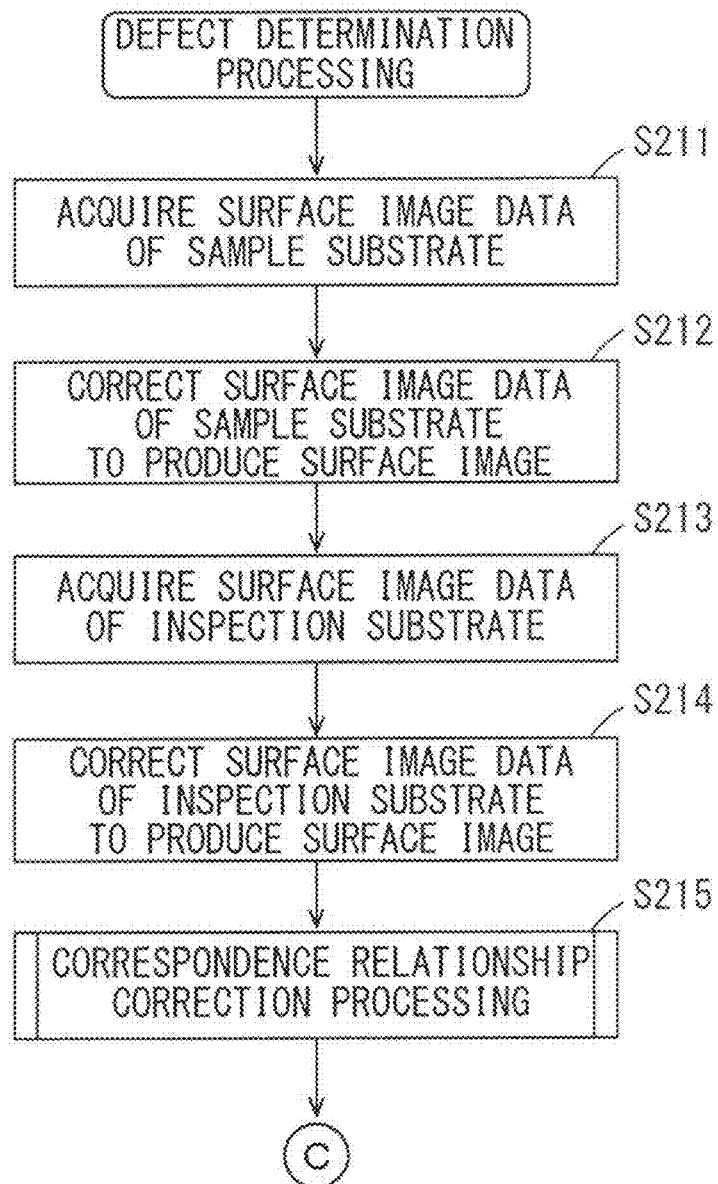 DEFECT DETERMINATION
PROCESSING
S211
ACQUIRE SURFACE IMAGE DATA
OF SAMPLE SUBSTRATE
S212
CORRECT SURFACE IMAGE DATA
OF SAMPLE SUBSTRATE
TO PRODUCE SURFACE IMAGE
S213
ACQUIRE SURFACE IMAGE DATA
OF INSPECTION SUBSTRATE
S214
CORRECT SURFACE IMAGE DATA
OF INSPECTION SUBSTRATE
TO PRODUCE SURFACE IMAGE
S215
CORRESPONDENCE RELATIONSHIP
CORRECTION PROCESSING
C